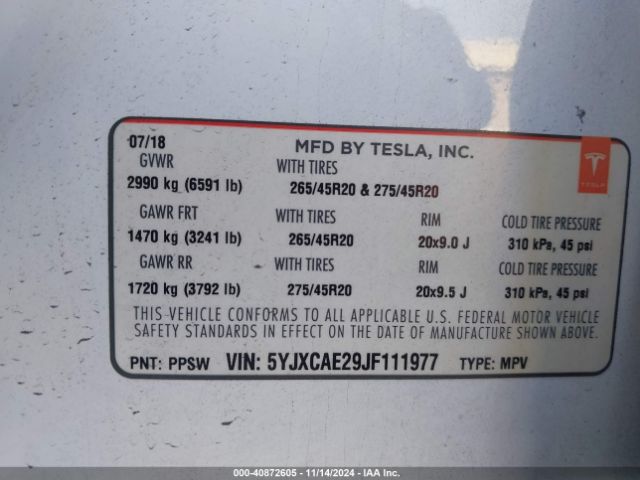 07/18 MFD BY TESLA, INC.
GVWR WITH TIRES
2990 kg (6591 lb) 265/45R20 & 275/45R20
GAWR FRT WITH TIRES RIM COLD TIRE PRESSURE
1470 kg (3241 lb) 265/45R20 20x9.0 J 310 kPa, 45 psi
GAWR RR WITH TIRES RIM COLD TIRE PRESSURE
1720 kg (3792 lb) 275/45R20 20x9.5 J 310 kPa, 45 psi
THIS VEHICLE CONFORMS TO ALL APPLICABLE U.S. FEDERAL MOTOR VEHICLE
SAFETY STANDARDS IN EFFECT ON THE DATE OF MANUFACTURE SHOWN ABOVE.
PNT: PPSW VIN: 5YJXCAE29JF111977 TYPE: MPV
TESLA
000-40872605 - 11/14/2024 - IAA Inc.